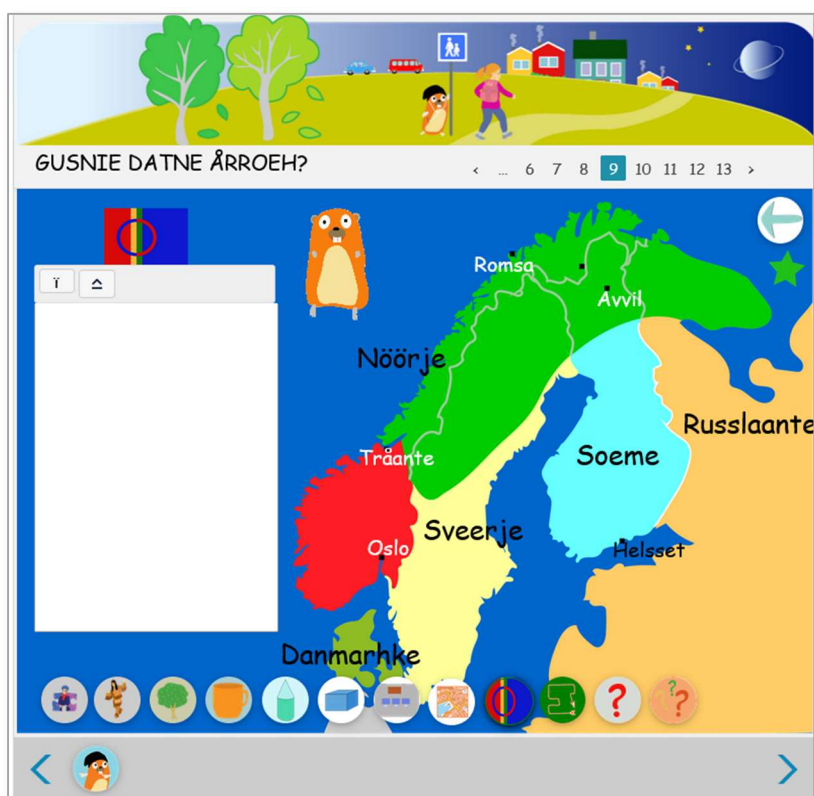 GUSNIE DATNE ÅRROEH?
‹ ... 6 7 8 9 10 11 12 13 ›
ï
Romsa
Avvil
Nöörje
Russlaante
Tråante
Soeme
Sveerje
Oslo
Helsset
Danmarhke
? ? ?